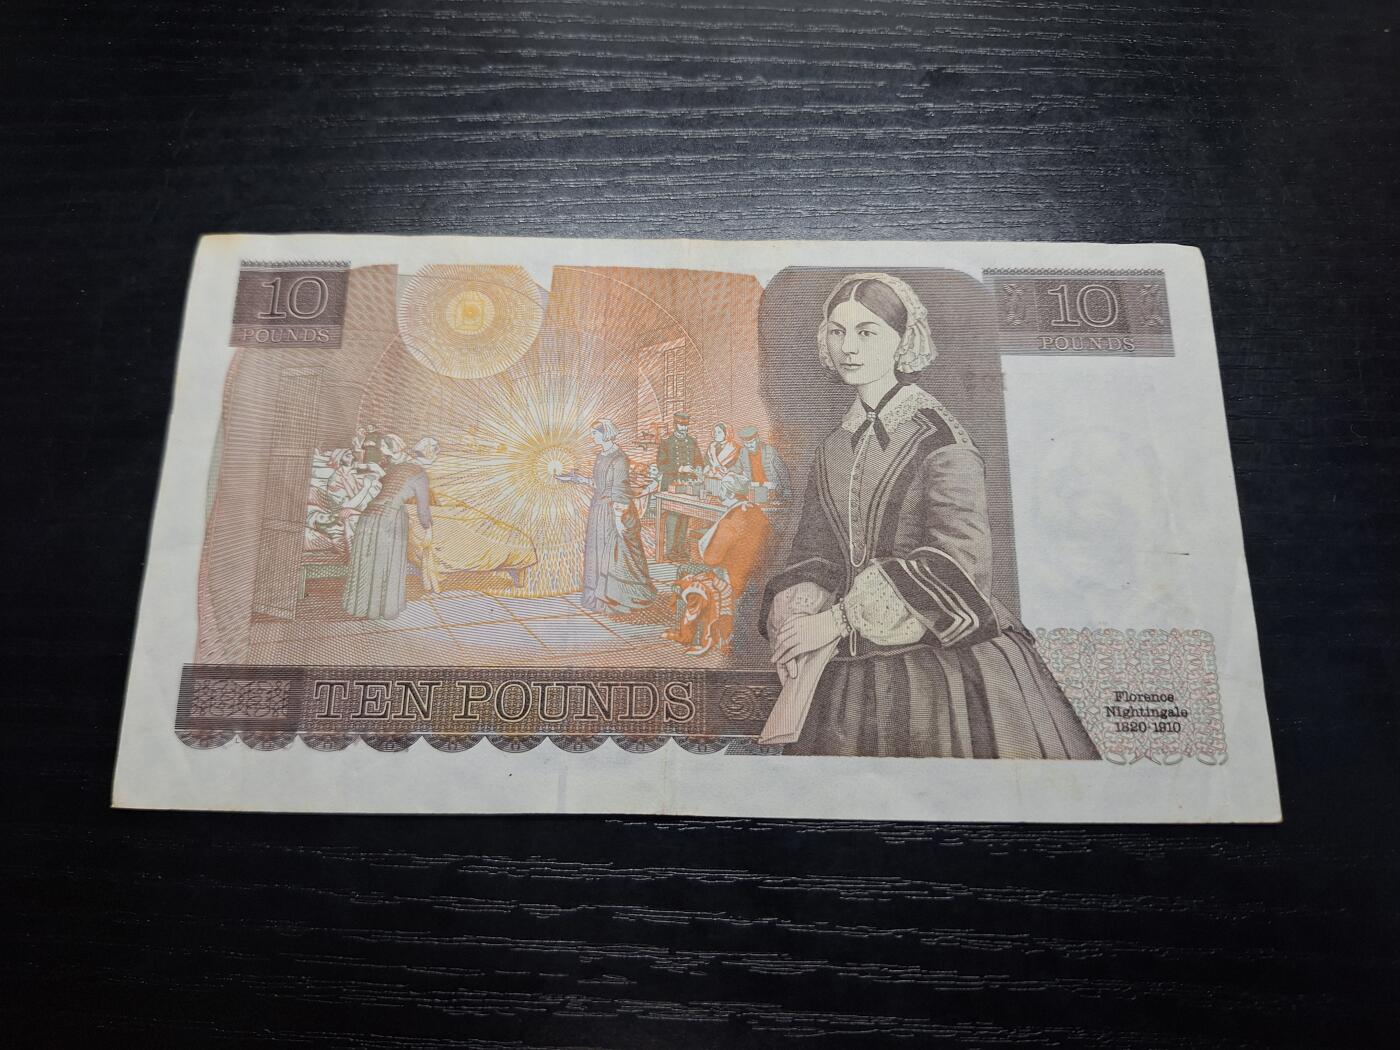 10
POUNDS
10
POUNDS
TEN POUNDS
Florence
Nightingale
1820-1910